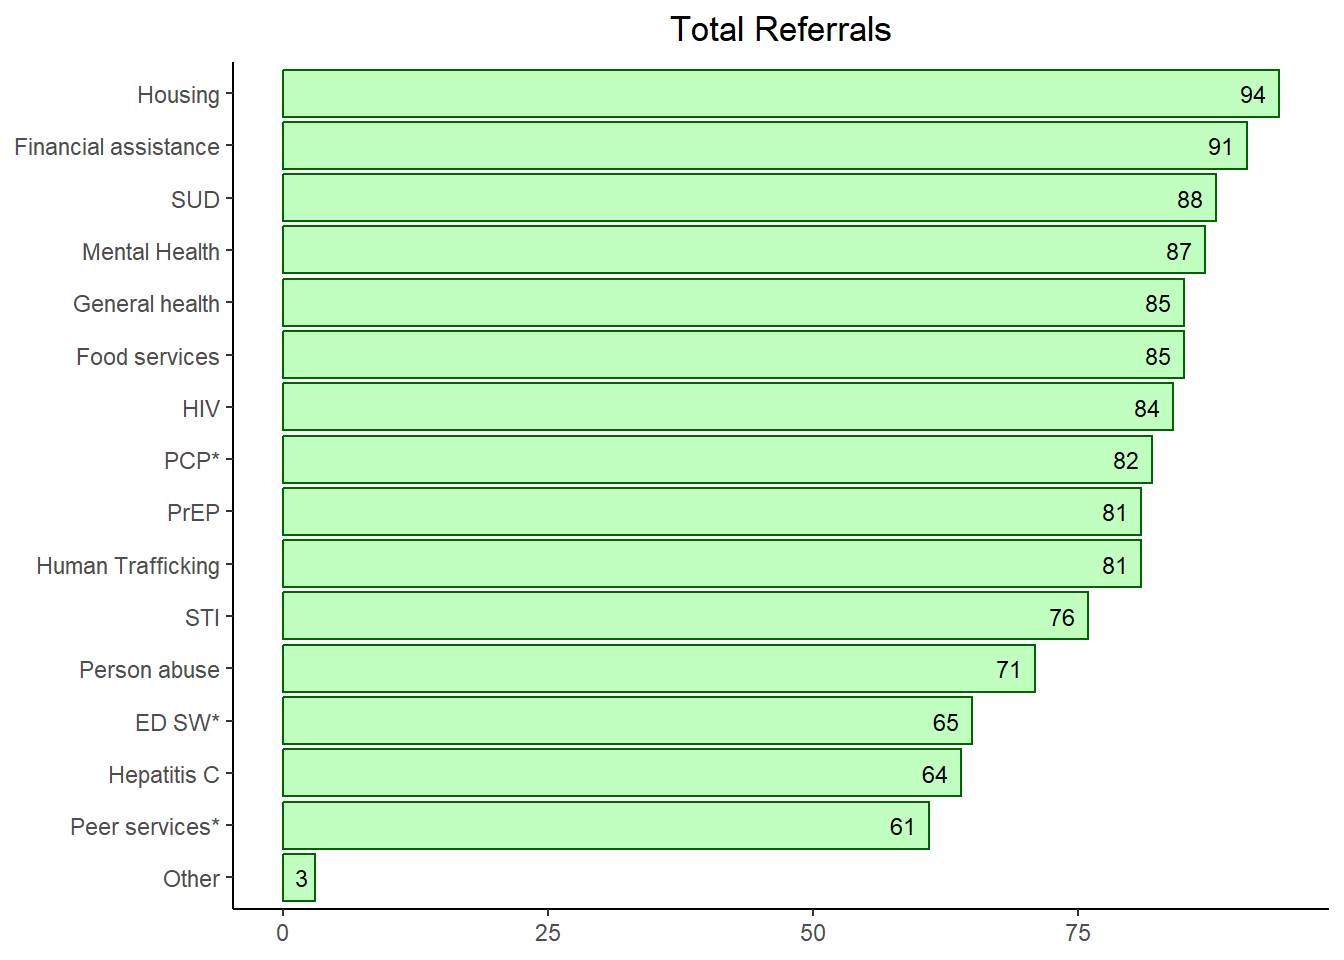 Total Referrals
Housing 94
Financial assistance 91
SUD 88
Mental Health 87
General health 85
Food services 85
HIV 84
PCP* 82
PrEP 81
Human Trafficking 81
STI 76
Person abuse 71
ED SW* 65
Hepatitis C 64
Peer services* 61
Other 3
0 25 50 75